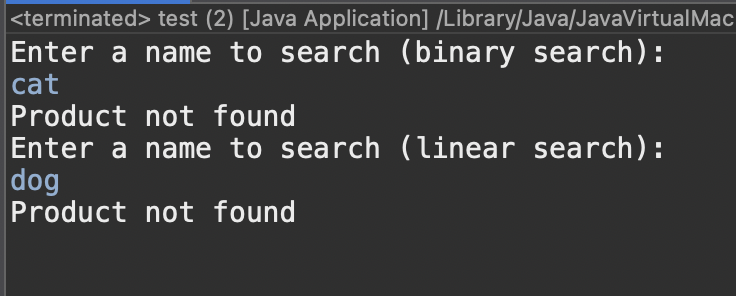 <terminated> test (2) [Java Application] /Library/Java/JavaVirtualMac
Enter a name to search (binary search):
cat
Product not found
Enter a name to search (linear search):
dog
Product not found